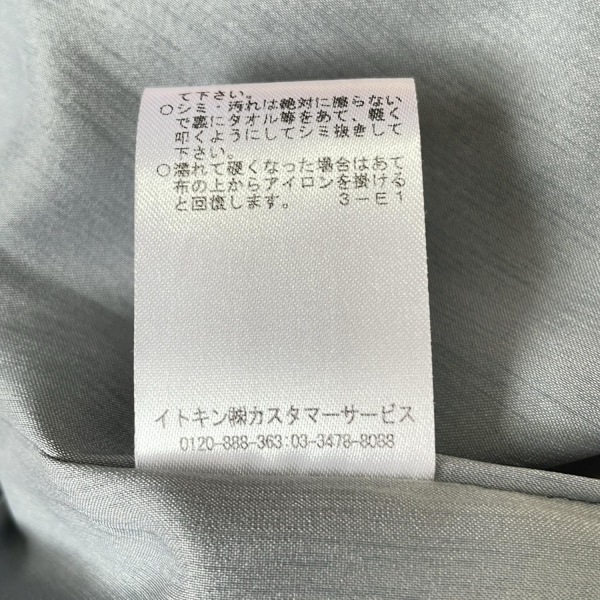 て下さい。
○シミ・汚れは絶対に擦らない
で裏にタオル等をあて、軽く
叩くようにしてシミ抜きして
下さい。
○濡れて硬くなった場合はあて
布の上からアイロンを掛ける
と回復します。 3-E1
イトキン㈱カスタマーサービス
0120-888-363:03-3478-8088